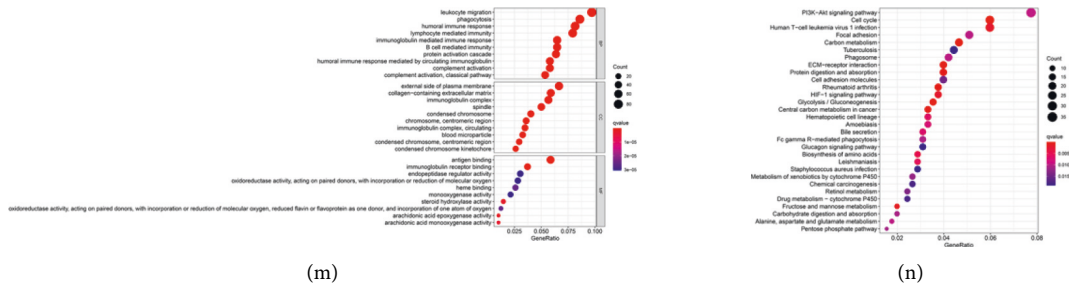 leukocyte migration
phagocytosis
humoral immune response
lymphocyte mediated immunity
immunoglobulin mediated immune response
B cell mediated immunity
protein activation cascade
humoral immune response mediated by circulating immunoglobulin
complement activation
complement activation, classical pathway
BP
external side of plasma membrane
collagen-containing extracellular matrix
immunoglobulin complex
spindle
condensed chromosome
chromosome, centromeric region
immunoglobulin complex, circulating
blood microparticle
condensed chromosome, centromeric region
condensed chromosome kinetochore
CC
antigen binding
immunoglobulin receptor binding
endopeptidase regulator activity
oxidoreductase activity, acting on paired donors, with incorporation or reduction of molecular oxygen
heme binding
monooxygenase activity
steroid hydroxylase activity
oxidoreductase activity, acting on paired donors, with incorporation or reduction of molecular oxygen, reduced flavin or flavoprotein as one donor, and incorporation of one atom of oxygen
arachidonic acid epoxygenase activity
arachidonic acid monooxygenase activity
MF
0.025 0.050 0.075 0.100
GeneRatio
Count
20
40
60
80
qvalue
1e-05
2e-05
3e-05
(m)
PI3K-Akt signaling pathway
Cell cycle
Human T-cell leukemia virus 1 infection
Focal adhesion
Carbon metabolism
Tuberculosis
Phagosome
ECM-receptor interaction
Protein digestion and absorption
Cell adhesion molecules
Rheumatoid arthritis
HIF-1 signaling pathway
Glycolysis / Gluconeogenesis
Central carbon metabolism in cancer
Hematopoietic cell lineage
Amoebiasis
Bile secretion
Fc gamma R-mediated phagocytosis
Glucagon signaling pathway
Biosynthesis of amino acids
Leishmaniasis
Staphylococcus aureus infection
Metabolism of xenobiotics by cytochrome P450
Chemical carcinogenesis
Retinol metabolism
Drug metabolism - cytochrome P450
Fructose and mannose metabolism
Carbohydrate digestion and absorption
Alanine, aspartate and glutamate metabolism
Pentose phosphate pathway
0.02 0.04 0.06 0.08
GeneRatio
Count
10
15
20
25
30
35
qvalue
0.005
0.010
0.015
(n)